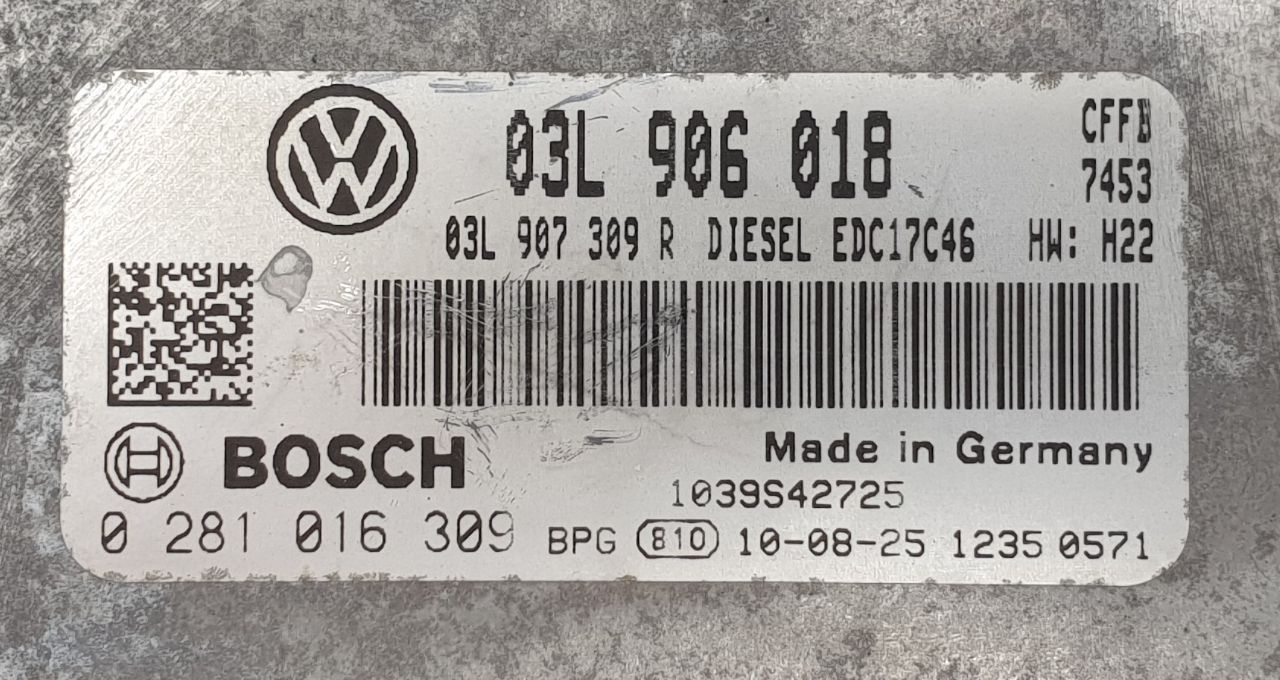 03L 906 018
CFFB
7453
03L 907 309 R DIESEL EDC17C46 HW: H22
BOSCH
Made in Germany
1039S42725
0 281 016 309 BPG 810 10-08-25 1235 0571